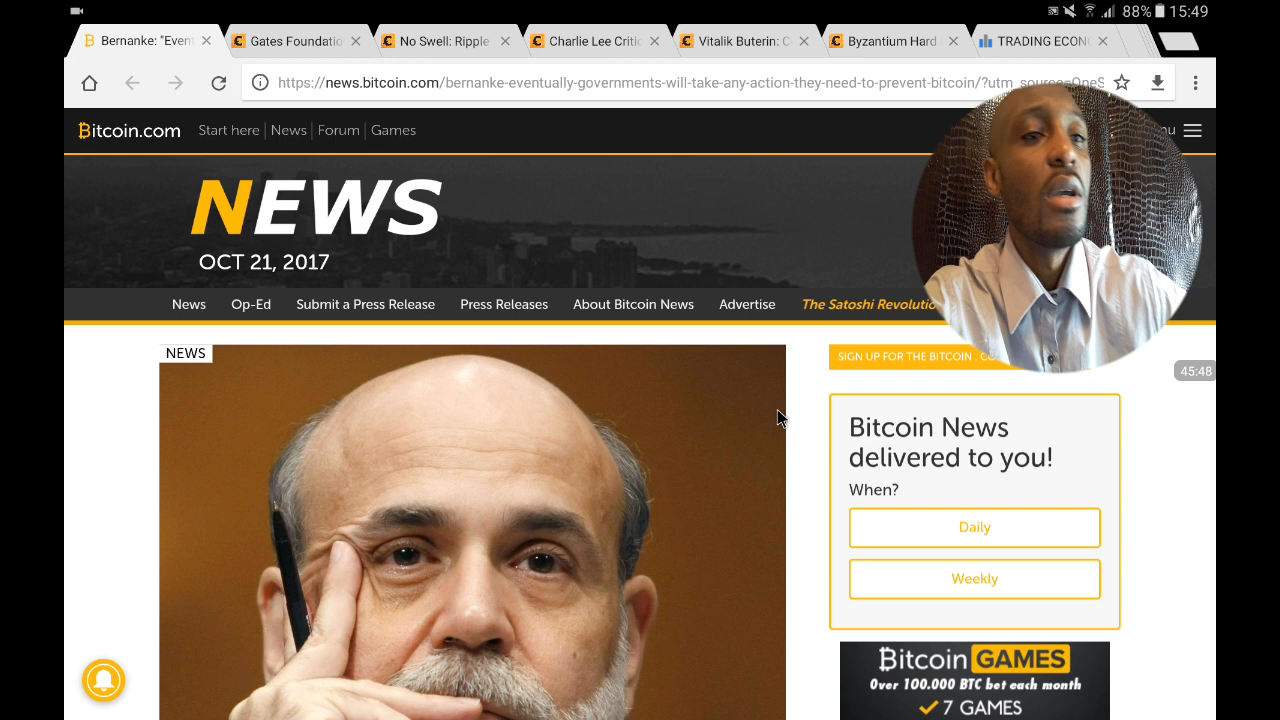 88% 15:49
Bernanke: "Event
Gates Foundatio
No Swell: Ripple
Charlie Lee Critic
Vitalik Buterin: C
Byzantium Hard
TRADING ECON
https://news.bitcoin.com/bernanke-eventually-governments-will-take-any-action-they-need-to-prevent-bitcoin/?utm_source=OneS
Bitcoin.com Start here News Forum Games nu
NEWS
OCT 21, 2017
News Op-Ed Submit a Press Release Press Releases About Bitcoin News Advertise The Satoshi Revolutio
NEWS
SIGN UP FOR THE BITCOIN . CO
45:48
Bitcoin News
delivered to you!
When?
Daily
Weekly
Bitcoin GAMES
Over 100.000 BTC bet each month
7 GAMES